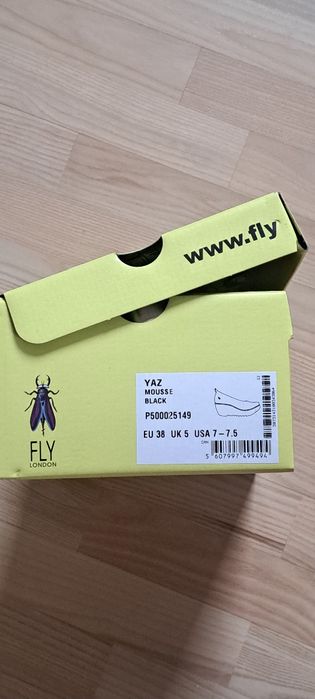 www.fly
YAZ
MOUSSE
BLACK
P500025149
EU 38 UK 5 USA 7-7.5
5 607997 499494
FLY
LONDON